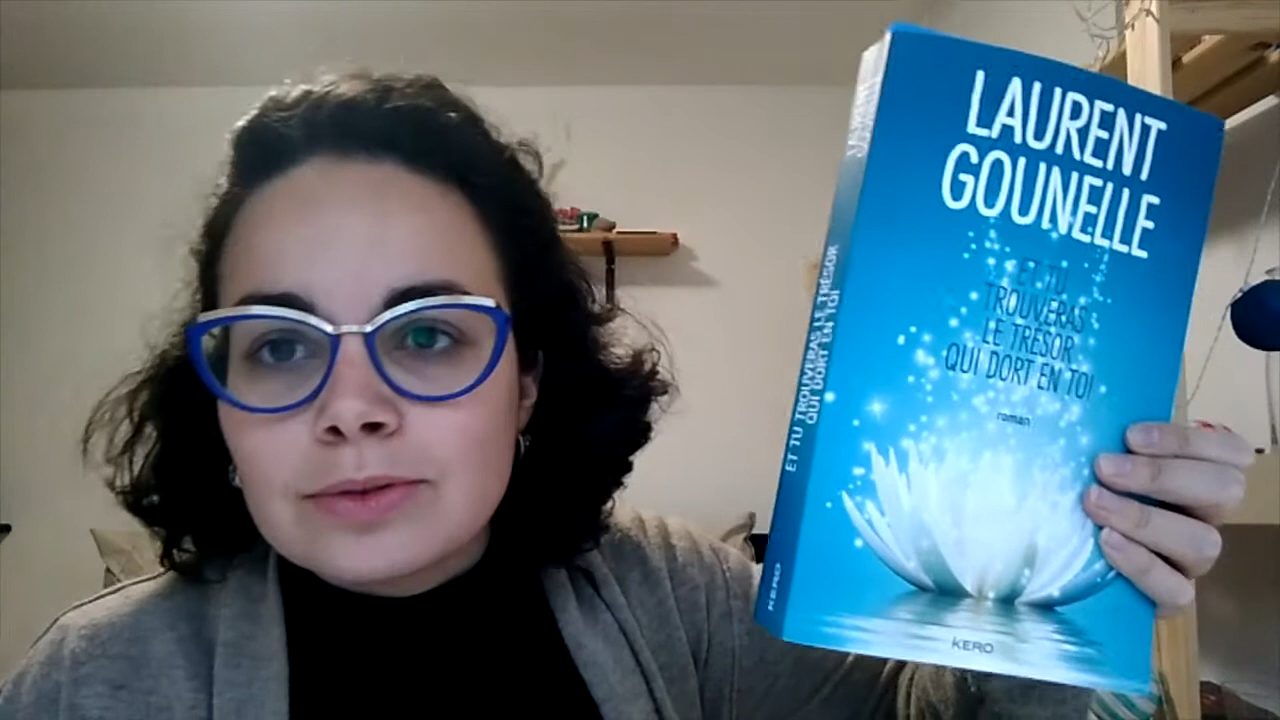 LAURENT
GOUNELLE
ET TU
TROUVERAS
LE TRÉSOR
QUI DORT EN TOI
roman
KERO
ET TU TROUVERAS LE TRÉSOR
QUI DORT EN TOI
KERO